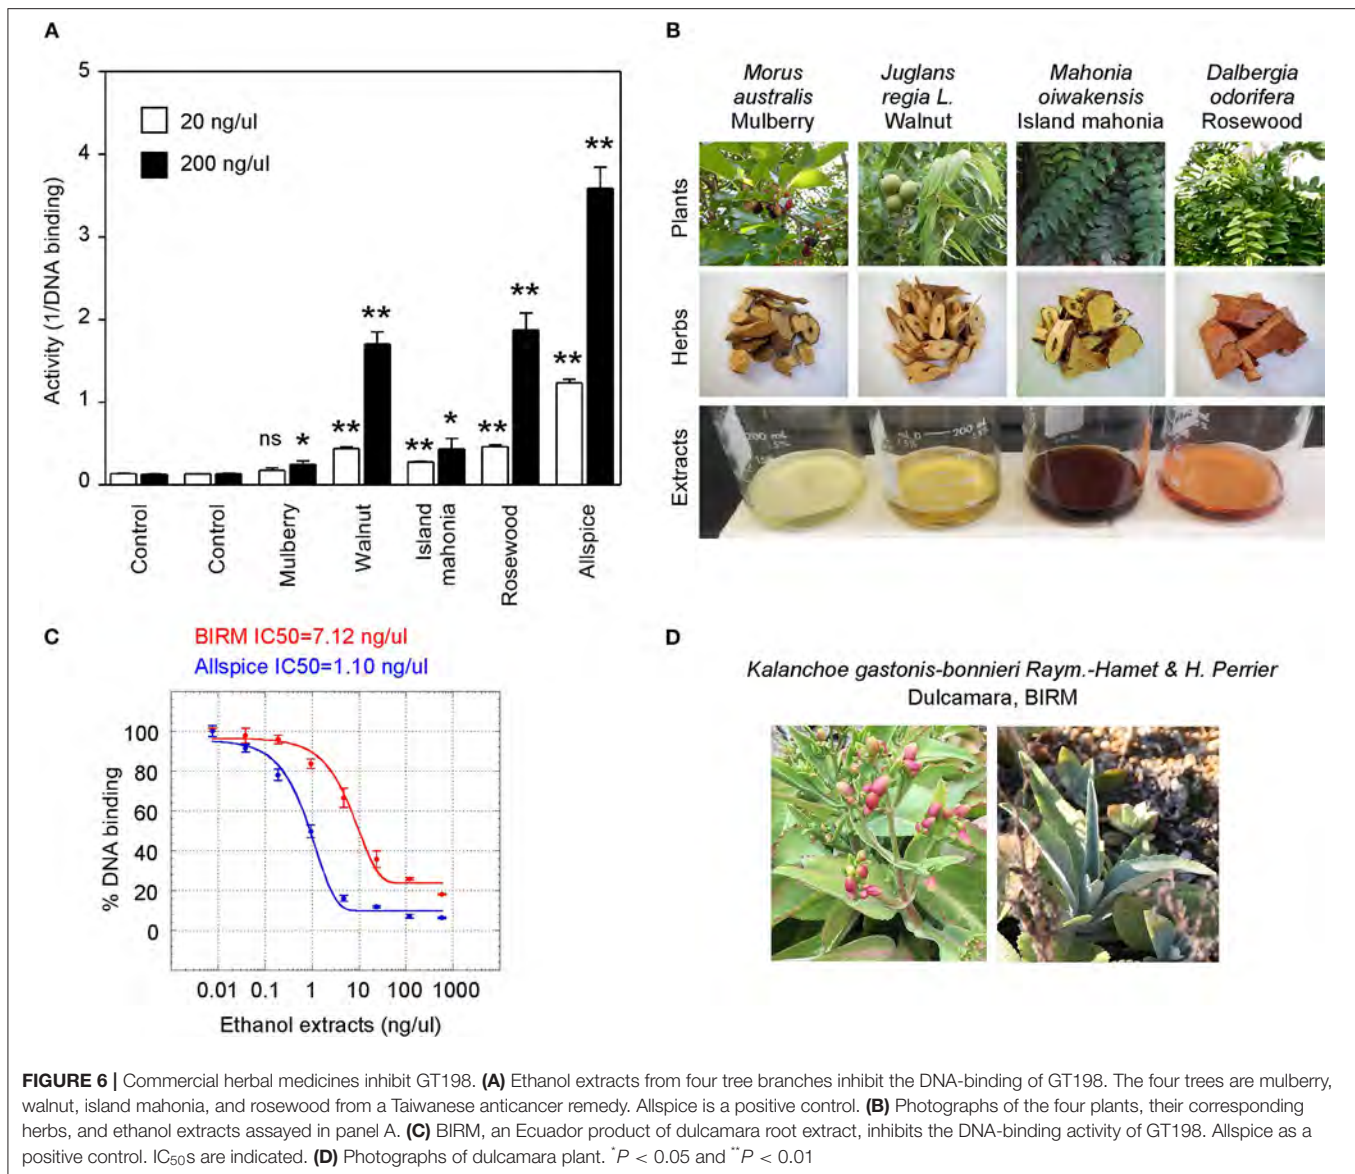 A
5
4
3
2
1
0
Activity (1/DNA binding)
20 ng/ul
200 ng/ul
ns
*
**
**
**
*
**
**
**
**
Control
Control
Mulberry
Walnut
Island
mahonia
Rosewood
Allspice
B
Morus
australis
Mulberry
Juglans
regia L.
Walnut
Mahonia
oiwakensis
Island mahonia
Dalbergia
odorifera
Rosewood
Plants
Herbs
Extracts
200 mL
200 mL
C
BIRM IC50=7.12 ng/ul
Allspice IC50=1.10 ng/ul
% DNA binding
100
80
60
40
20
0
0.01 0.1 1 10 100 1000
Ethanol extracts (ng/ul)
D
Kalanchoe gastonis-bonnieri Raym.-Hamet & H. Perrier
Dulcamara, BIRM
FIGURE 6 | Commercial herbal medicines inhibit GT198. (A) Ethanol extracts from four tree branches inhibit the DNA-binding of GT198. The four trees are mulberry,
walnut, island mahonia, and rosewood from a Taiwanese anticancer remedy. Allspice is a positive control. (B) Photographs of the four plants, their corresponding
herbs, and ethanol extracts assayed in panel A. (C) BIRM, an Ecuador product of dulcamara root extract, inhibits the DNA-binding activity of GT198. Allspice as a
positive control. IC50s are indicated. (D) Photographs of dulcamara plant. *P < 0.05 and **P < 0.01